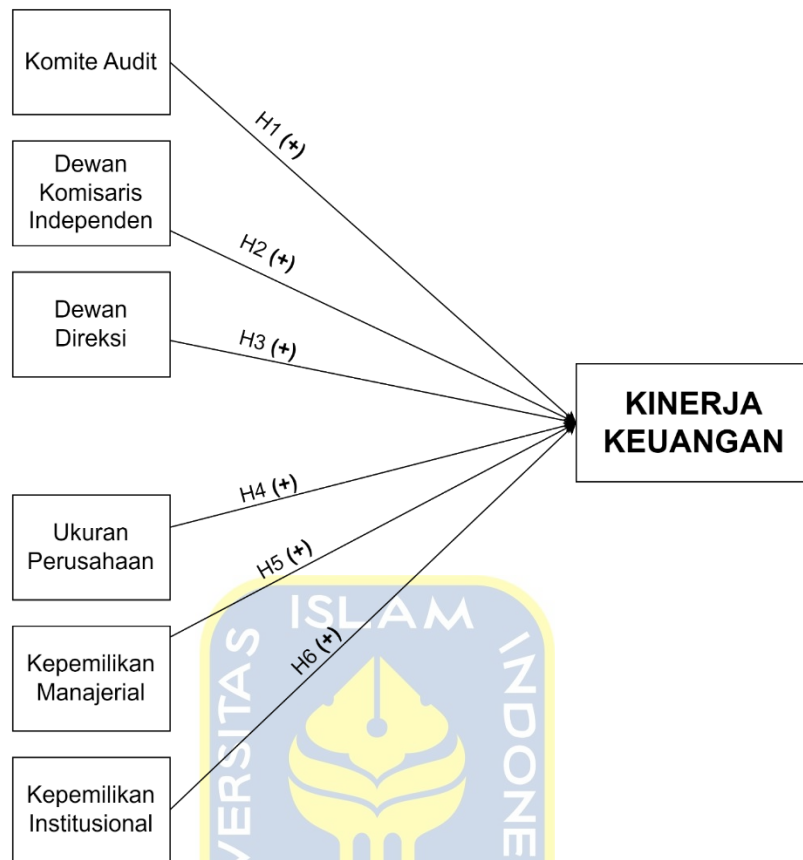 Komite Audit
H1 (+)
Dewan
Komisaris
Independen
H2 (+)
Dewan
Direksi
H3 (+)
KINERJA
KEUANGAN
H4 (+)
Ukuran
Perusahaan
H5 (+)
Kepemilikan
Manajerial
H6 (+)
Kepemilikan
Institusional
ISLAM